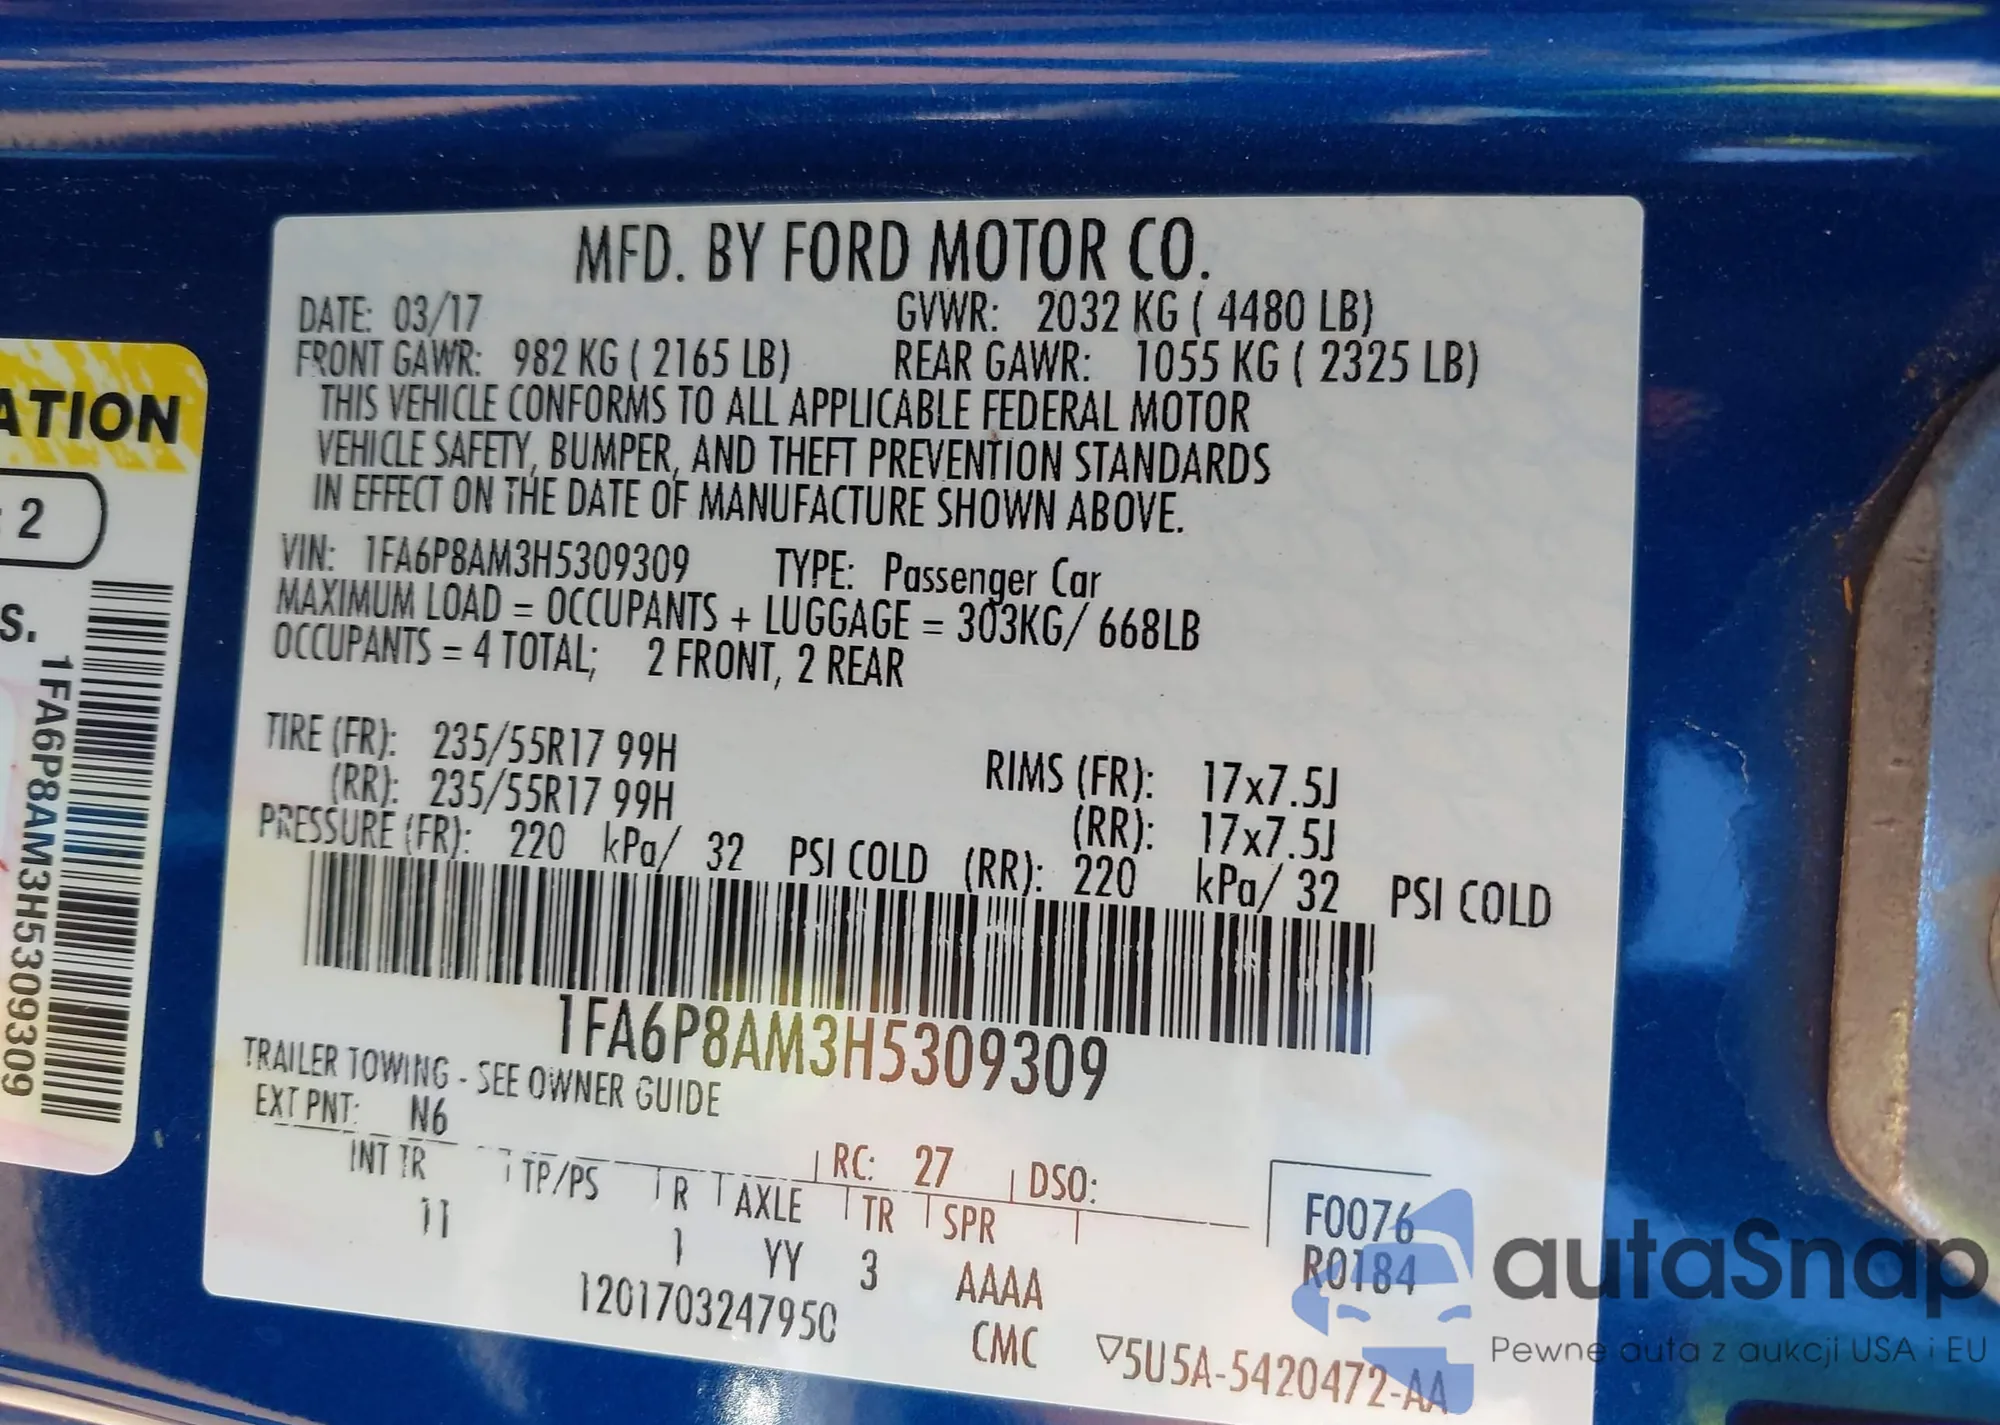 MFD. BY FORD MOTOR CO.
DATE: 03/17 GVWR: 2032 KG ( 4480 LB)
FRONT GAWR: 982 KG ( 2165 LB) REAR GAWR: 1055 KG ( 2325 LB)
THIS VEHICLE CONFORMS TO ALL APPLICABLE FEDERAL MOTOR
VEHICLE SAFETY, BUMPER, AND THEFT PREVENTION STANDARDS
IN EFFECT ON THE DATE OF MANUFACTURE SHOWN ABOVE.
VIN: 1FA6P8AM3H5309309 TYPE: Passenger Car
MAXIMUM LOAD = OCCUPANTS + LUGGAGE = 303KG/ 668LB
OCCUPANTS = 4 TOTAL; 2 FRONT, 2 REAR
TIRE (FR): 235/55R17 99H RIMS (FR): 17x7.5J
(RR): 235/55R17 99H (RR): 17x7.5J
PRESSURE (FR): 220 kPa/ 32 PSI COLD (RR): 220 kPa/ 32 PSI COLD
1FA6P8AM3H5309309
TRAILER TOWING - SEE OWNER GUIDE
EXT PNT: N6 RC: 27 DSO:
INT TR TP/PS R AXLE TR SPR
11 1 YY 3 AAAA
F0076
R0184
1201703247950 CMC ▽5U5A-5420472-AA
ATION
: 2
S.
1FA6P8AM3H5309309
autaSnap
Pewne auta z aukcji USA i EU